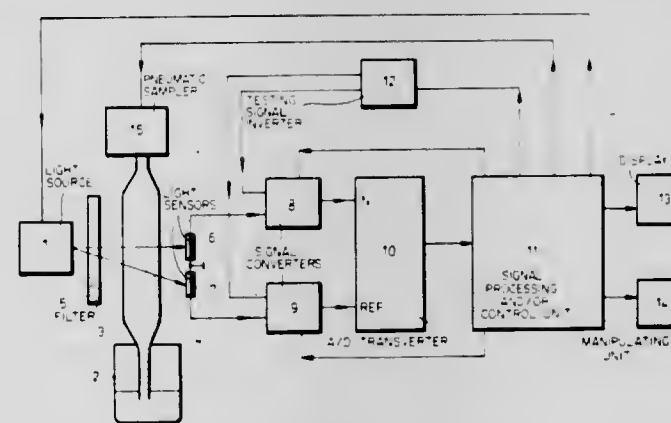 PNEUMATIC
SAMPLER
15
LIGHT
SOURCE
1
5
FILTER
3
2
LIGHT
SENSORS
6
7
TESTING
SIGNAL
INVERTER
12
8
SIGNAL
CONVERTERS
9
IN
10
REF
A/D TRANSVERTER
11
SIGNAL
PROCESSING
AND/OR
CONTROL UNIT
DISPLAY
13
14
MANIPULATING
UNIT